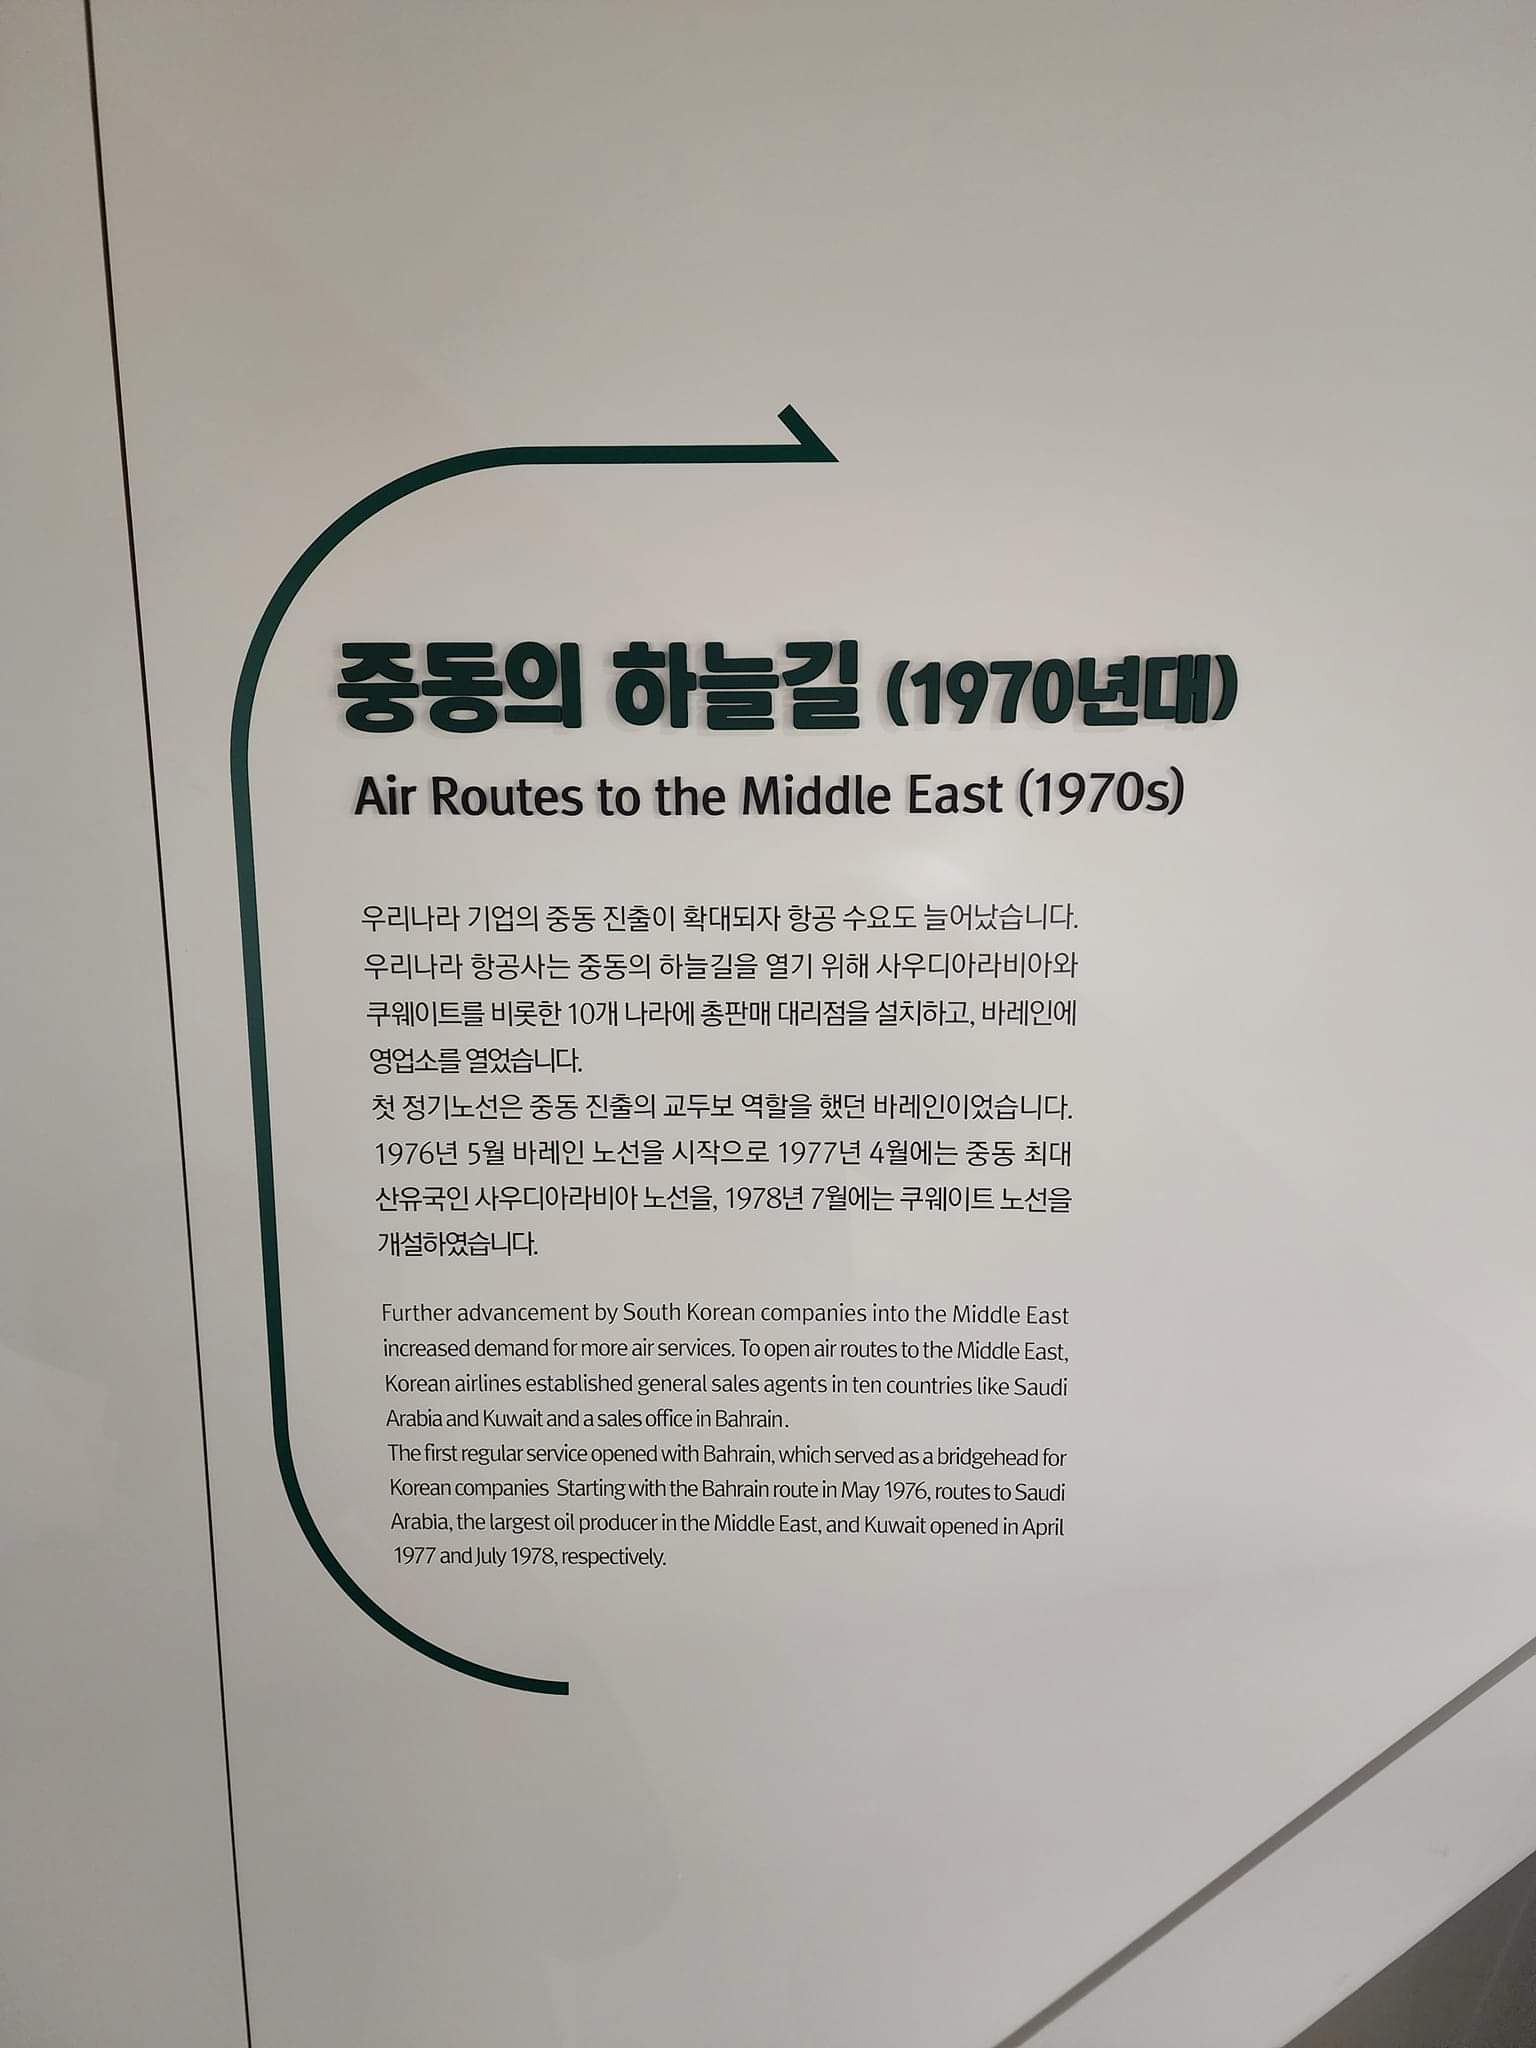 중동의 하늘길 (1970년대)
Air Routes to the Middle East (1970s)
우리나라 기업의 중동 진출이 확대되자 항공 수요도 늘어났습니다.
우리나라 항공사는 중동의 하늘길을 열기 위해 사우디아라비아와
쿠웨이트를 비롯한 10개 나라에 총판매 대리점을 설치하고, 바레인에
영업소를 열었습니다.
첫 정기노선은 중동 진출의 교두보 역할을 했던 바레인이었습니다.
1976년 5월 바레인 노선을 시작으로 1977년 4월에는 중동 최대
산유국인 사우디아라비아 노선을, 1978년 7월에는 쿠웨이트 노선을
개설하였습니다.
Further advancement by South Korean companies into the Middle East
increased demand for more air services. To open air routes to the Middle East,
Korean airlines established general sales agents in ten countries like Saudi
Arabia and Kuwait and a sales office in Bahrain.
The first regular service opened with Bahrain, which served as a bridgehead for
Korean companies  Starting with the Bahrain route in May 1976, routes to Saudi
Arabia, the largest oil producer in the Middle East, and Kuwait opened in April
1977 and July 1978, respectively.